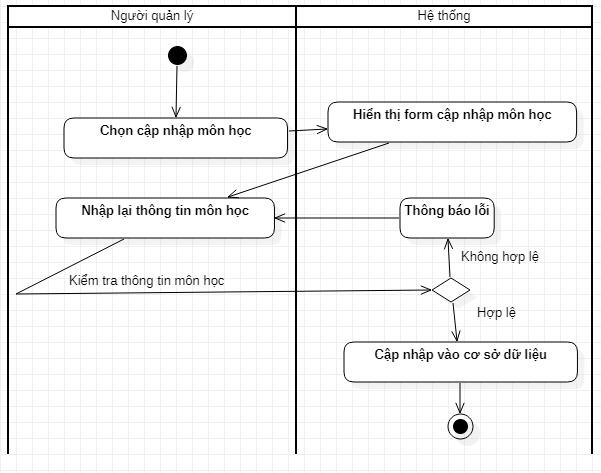 Người quản lý
Hệ thống
Chọn cập nhập môn học
Hiển thị form cập nhập môn học
Nhập lại thông tin môn học
Thông báo lỗi
Không hợp lê
Kiểm tra thông tin môn học
Hợp lê
Cập nhập vào cơ sở dữ liệu